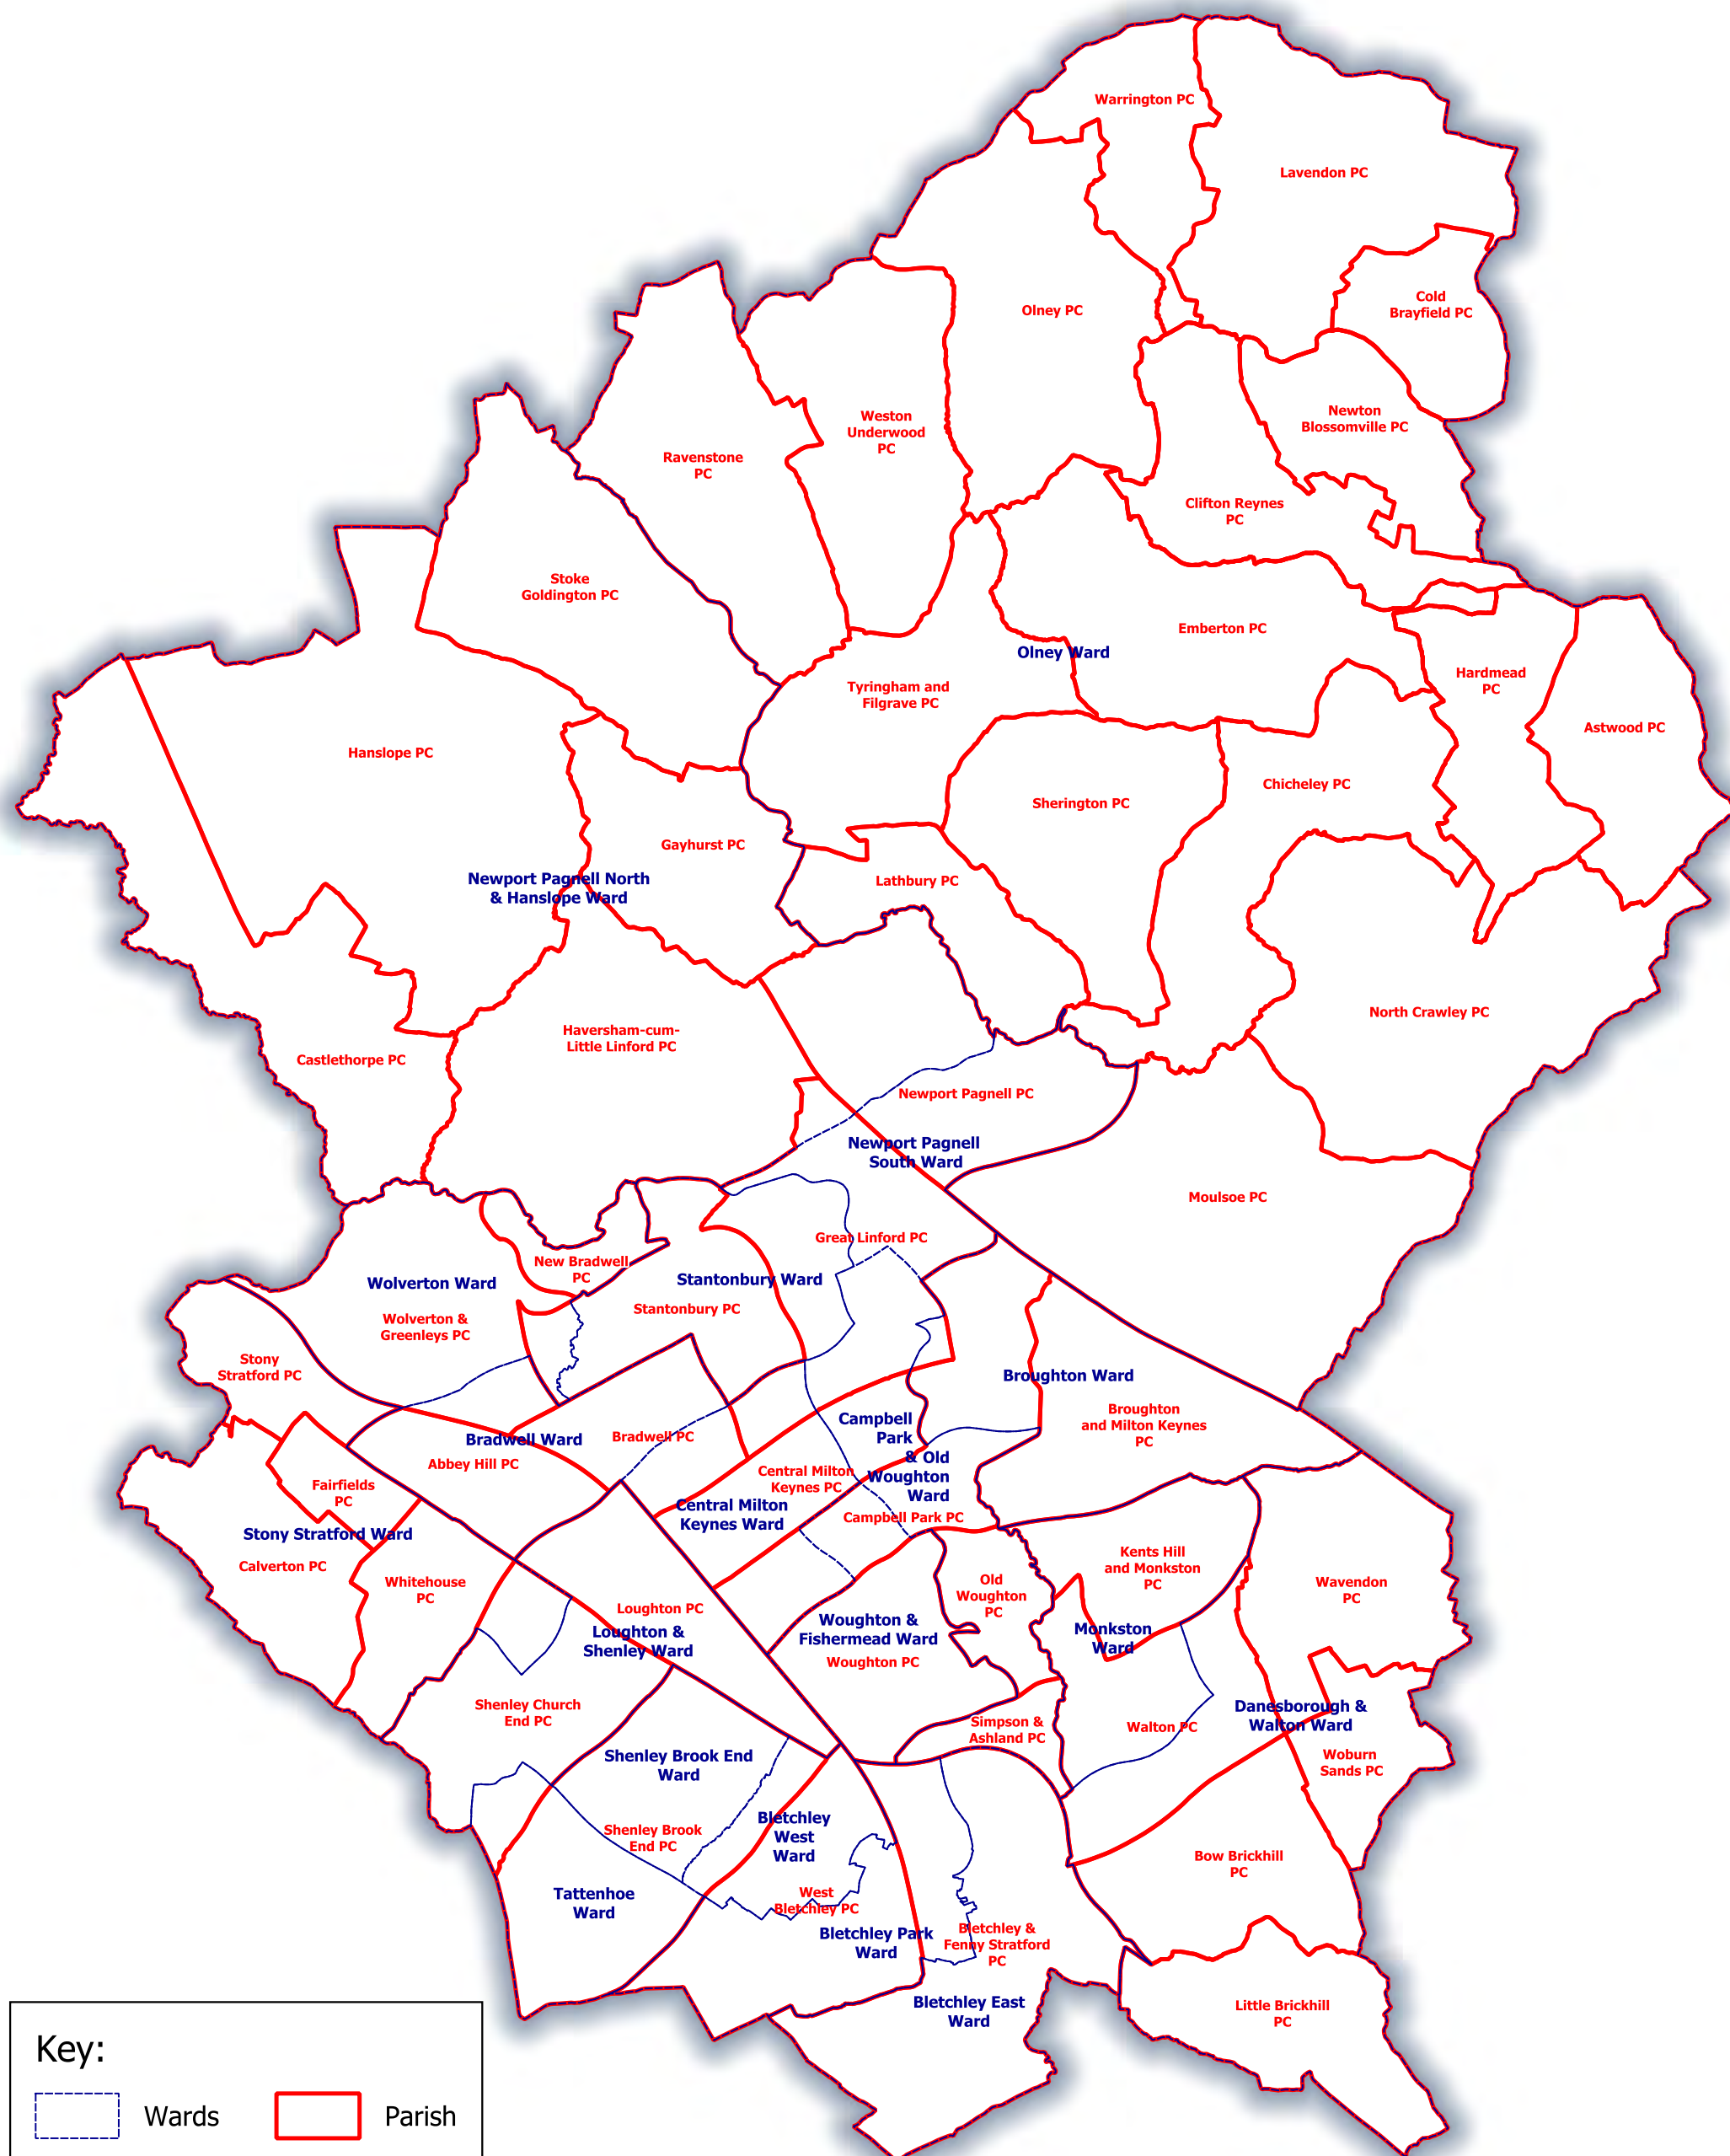 Warrington PC
Lavendon PC
Cold
Brayfield PC
Olney PC
Newton
Blossomville PC
Weston
Underwood
PC
Ravenstone
PC
Clifton Reynes
PC
Stoke
Goldington PC
Emberton PC
Olney Ward
Hardmead
PC
Tyringham and
Filgrave PC
Astwood PC
Hanslope PC
Chicheley PC
Sherington PC
Gayhurst PC
Lathbury PC
Newport Pagnell North
& Hanslope Ward
North Crawley PC
Haversham-cum-
Little Linford PC
Castlethorpe PC
Newport Pagnell PC
Newport Pagnell
South Ward
Moulsoe PC
Great Linford PC
New Bradwell
PC
Wolverton Ward
Stantonbury Ward
Stantonbury PC
Wolverton &
Greenleys PC
Stony
Stratford PC
Broughton Ward
Broughton
and Milton Keynes
PC
Campbell
Park
& Old
Woughton
Ward
Bradwell Ward
Bradwell PC
Abbey Hill PC
Central Milton
Keynes PC
Fairfields
PC
Central Milton
Keynes Ward
Campbell Park PC
Stony Stratford Ward
Calverton PC
Whitehouse
PC
Kents Hill
and Monkston
PC
Old
Woughton
PC
Wavendon
PC
Loughton PC
Loughton &
Shenley Ward
Woughton &
Fishermead Ward
Woughton PC
Monkston
Ward
Shenley Church
End PC
Simpson &
Ashland PC
Walton PC
Danesborough &
Walton Ward
Shenley Brook End
Ward
Woburn
Sands PC
Bletchley
West
Ward
Shenley Brook
End PC
Bow Brickhill
PC
Tattenhoe
Ward
West
Bletchley PC
Bletchley Park
Ward
Bletchley &
Fenny Stratford
PC
Bletchley East
Ward
Little Brickhill
PC
Key:
Wards
Parish